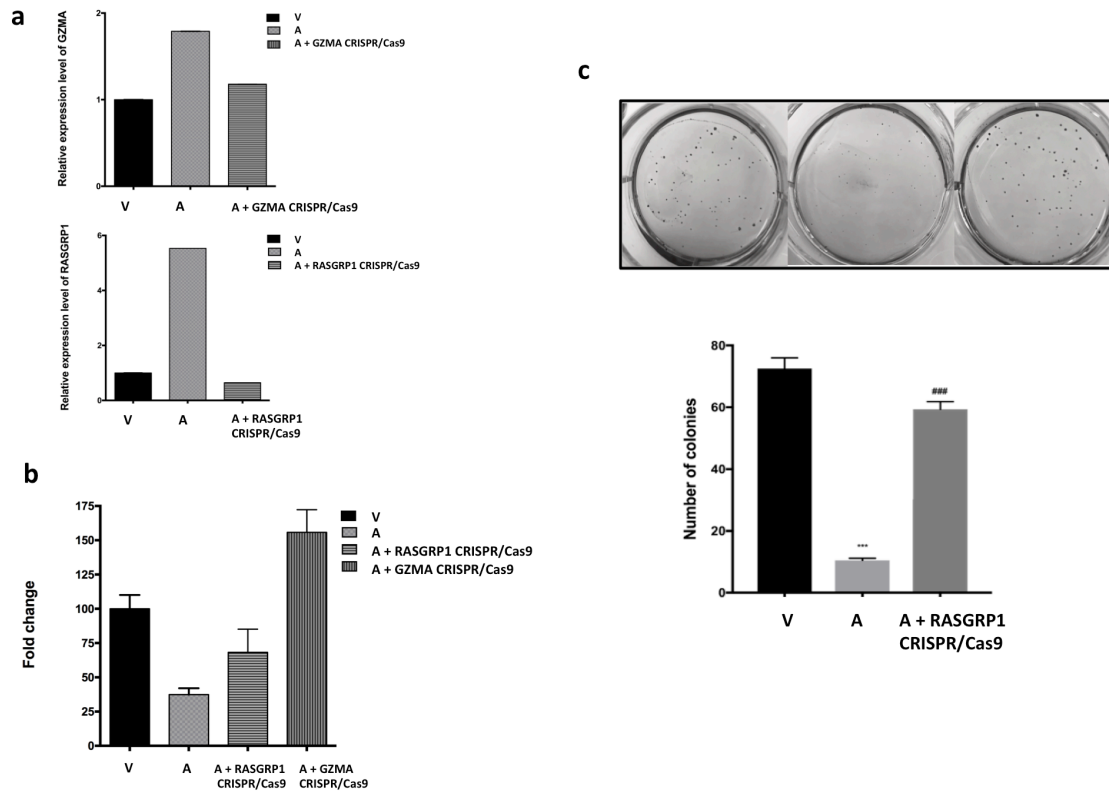 a
Relative expression level of GZMA
2
1
0
V
A
A + GZMA CRISPR/Cas9
V
A
A + GZMA CRISPR/Cas9
Relative expression level of RASGRP1
6
4
2
0
V
A
A + RASGRP1 CRISPR/Cas9
V
A
A + RASGRP1
CRISPR/Cas9
b
Fold change
175
150
125
100
75
50
25
0
V
A
A + RASGRP1 CRISPR/Cas9
A + GZMA CRISPR/Cas9
V
A
A + RASGRP1
CRISPR/Cas9
A + GZMA
CRISPR/Cas9
c
Number of colonies
80
60
40
20
0
***
###
V
A
A + RASGRP1
CRISPR/Cas9